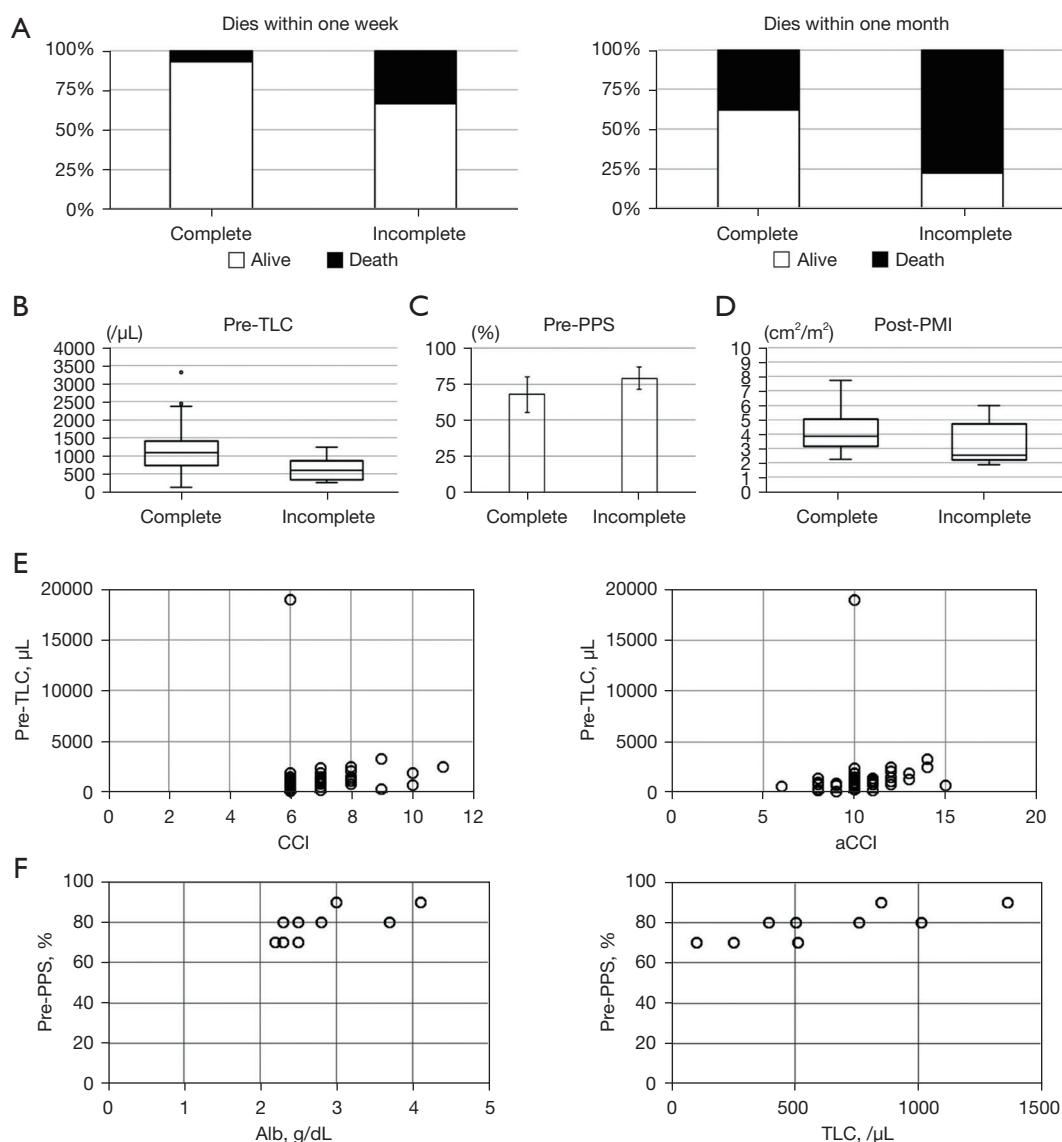 A
Dies within one week
Dies within one month
100%
75%
50%
25%
0%
Complete
Incomplete
Alive
Death
100%
75%
50%
25%
0%
Complete
Incomplete
Alive
Death
B
Pre-TLC
(/µL)
4000
3500
3000
2500
2000
1500
1000
500
0
Complete
Incomplete
C
Pre-PPS
(%)
100
75
50
25
0
Complete
Incomplete
D
Post-PMI
(cm²/m²)
10
9
8
7
6
5
4
3
2
1
0
Complete
Incomplete
E
Pre-TLC, µL
20000
15000
10000
5000
0
0 2 4 6 8 10 12
CCI
Pre-TLC, µL
20000
15000
10000
5000
0
0 5 10 15 20
aCCI
F
Pre-PPS, %
100
80
60
40
20
0
0 1 2 3 4 5
Alb, g/dL
Pre-PPS, %
100
80
60
40
20
0
0 500 1000 1500
TLC, /µL